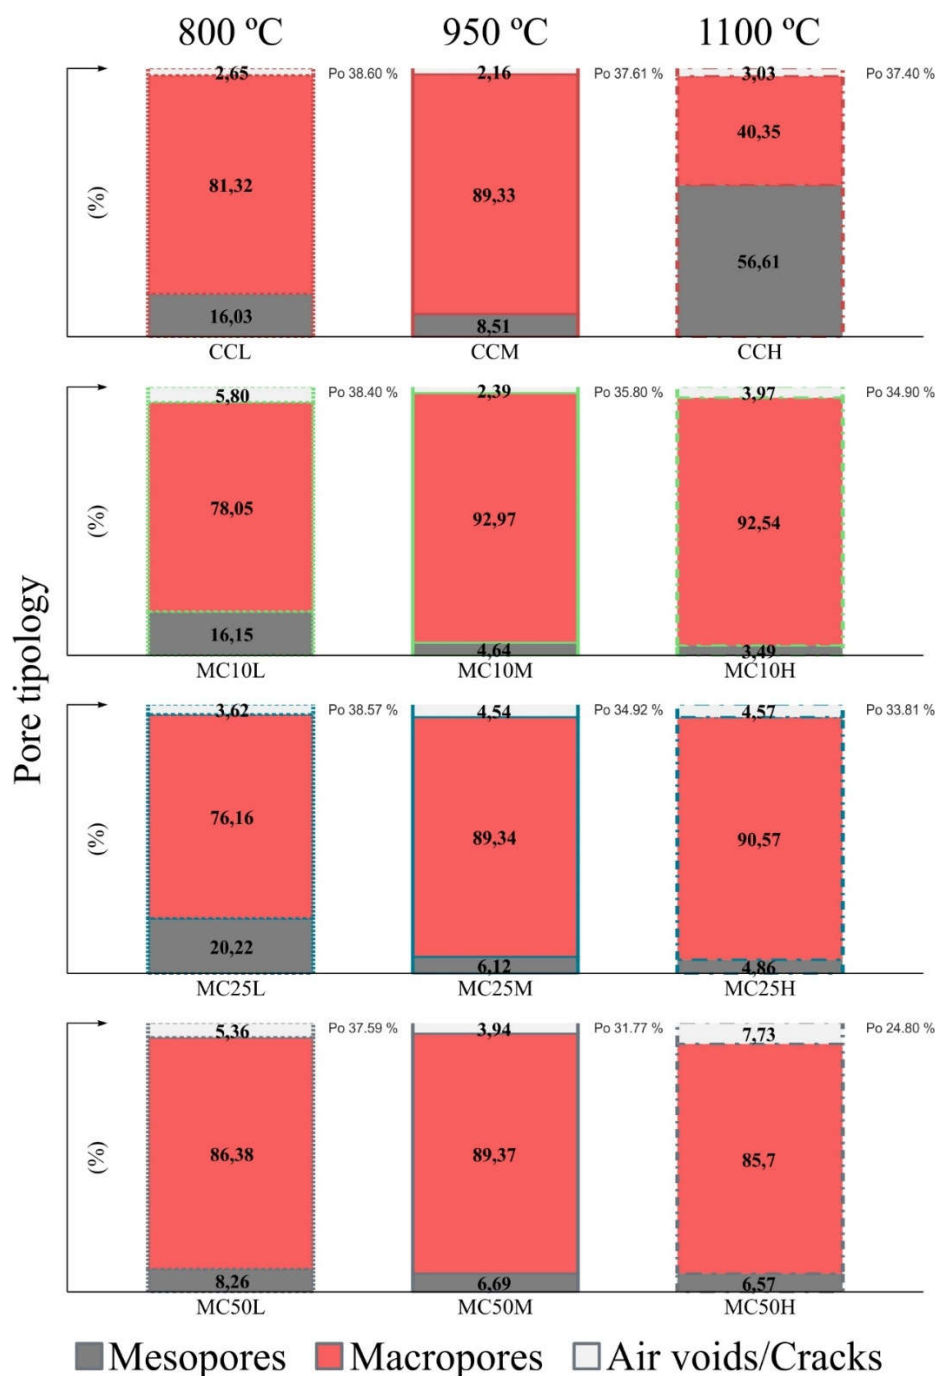 800 ºC 950 ºC 1100 ºC
2,65 Po 38.60 % 2,16 Po 37.61 % 3,03 Po 37.40 %
40,35
81,32 89,33
(%)
56,61
16,03 8,51
CCL CCM CCH
5,80 Po 38.40 % 2,39 Po 35.80 % 3,97 Po 34.90 %
78,05 92,97 92,54
(%)
16,15 4,64 3,49
MC10L MC10M MC10H
Pore tipology
3,62 Po 38.57 % 4,54 Po 34.92 % 4,57 Po 33.81 %
76,16 89,34 90,57
(%)
20,22 6,12 4,86
MC25L MC25M MC25H
5,36 Po 37.59 % 3,94 Po 31.77 % 7,73 Po 24.80 %
86,38 89,37 85,7
(%)
8,26 6,69 6,57
MC50L MC50M MC50H
Mesopores Macropores Air voids/Cracks